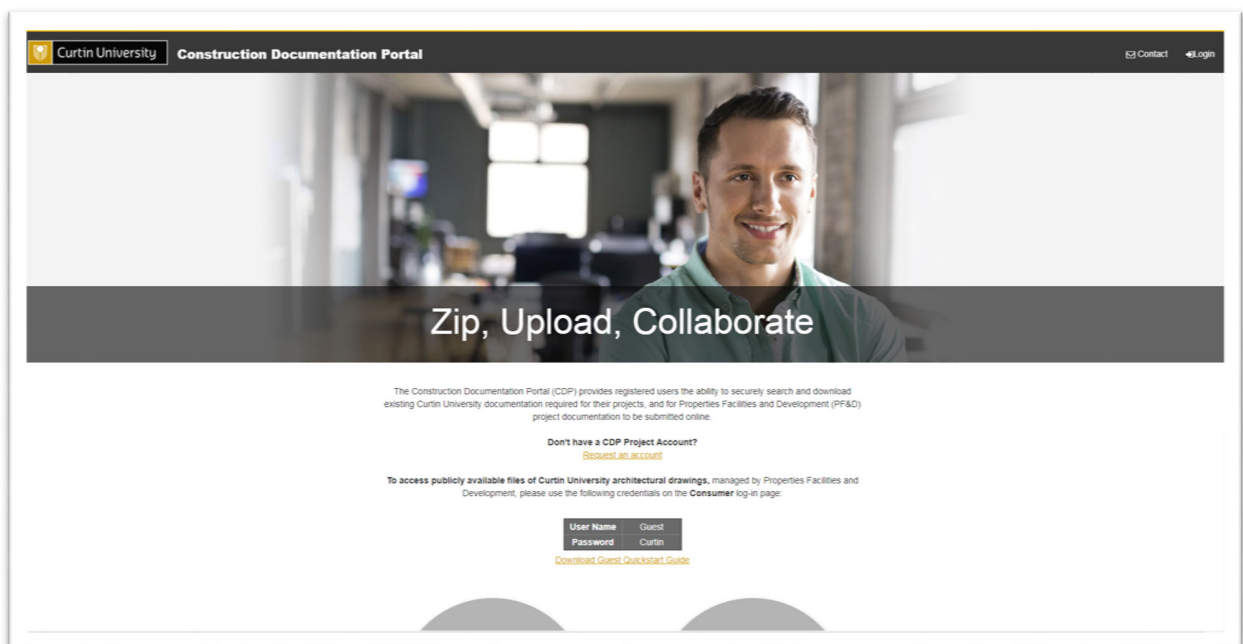 Curtin University Construction Documentation Portal Contact Login
Zip, Upload, Collaborate
The Construction Documentation Portal (CDP) provides registered users the ability to securely search and download
existing Curtin University documentation required for their projects, and for Properties Facilities and Development (PF&D)
project documentation to be submitted online.
Don't have a CDP Project Account?
Request an account
To access publicly available files of Curtin University architectural drawings, managed by Properties Facilities and
Development, please use the following credentials on the Consumer log-in page:
User Name Guest
Password Curtin
Download Guest Quickstart Guide